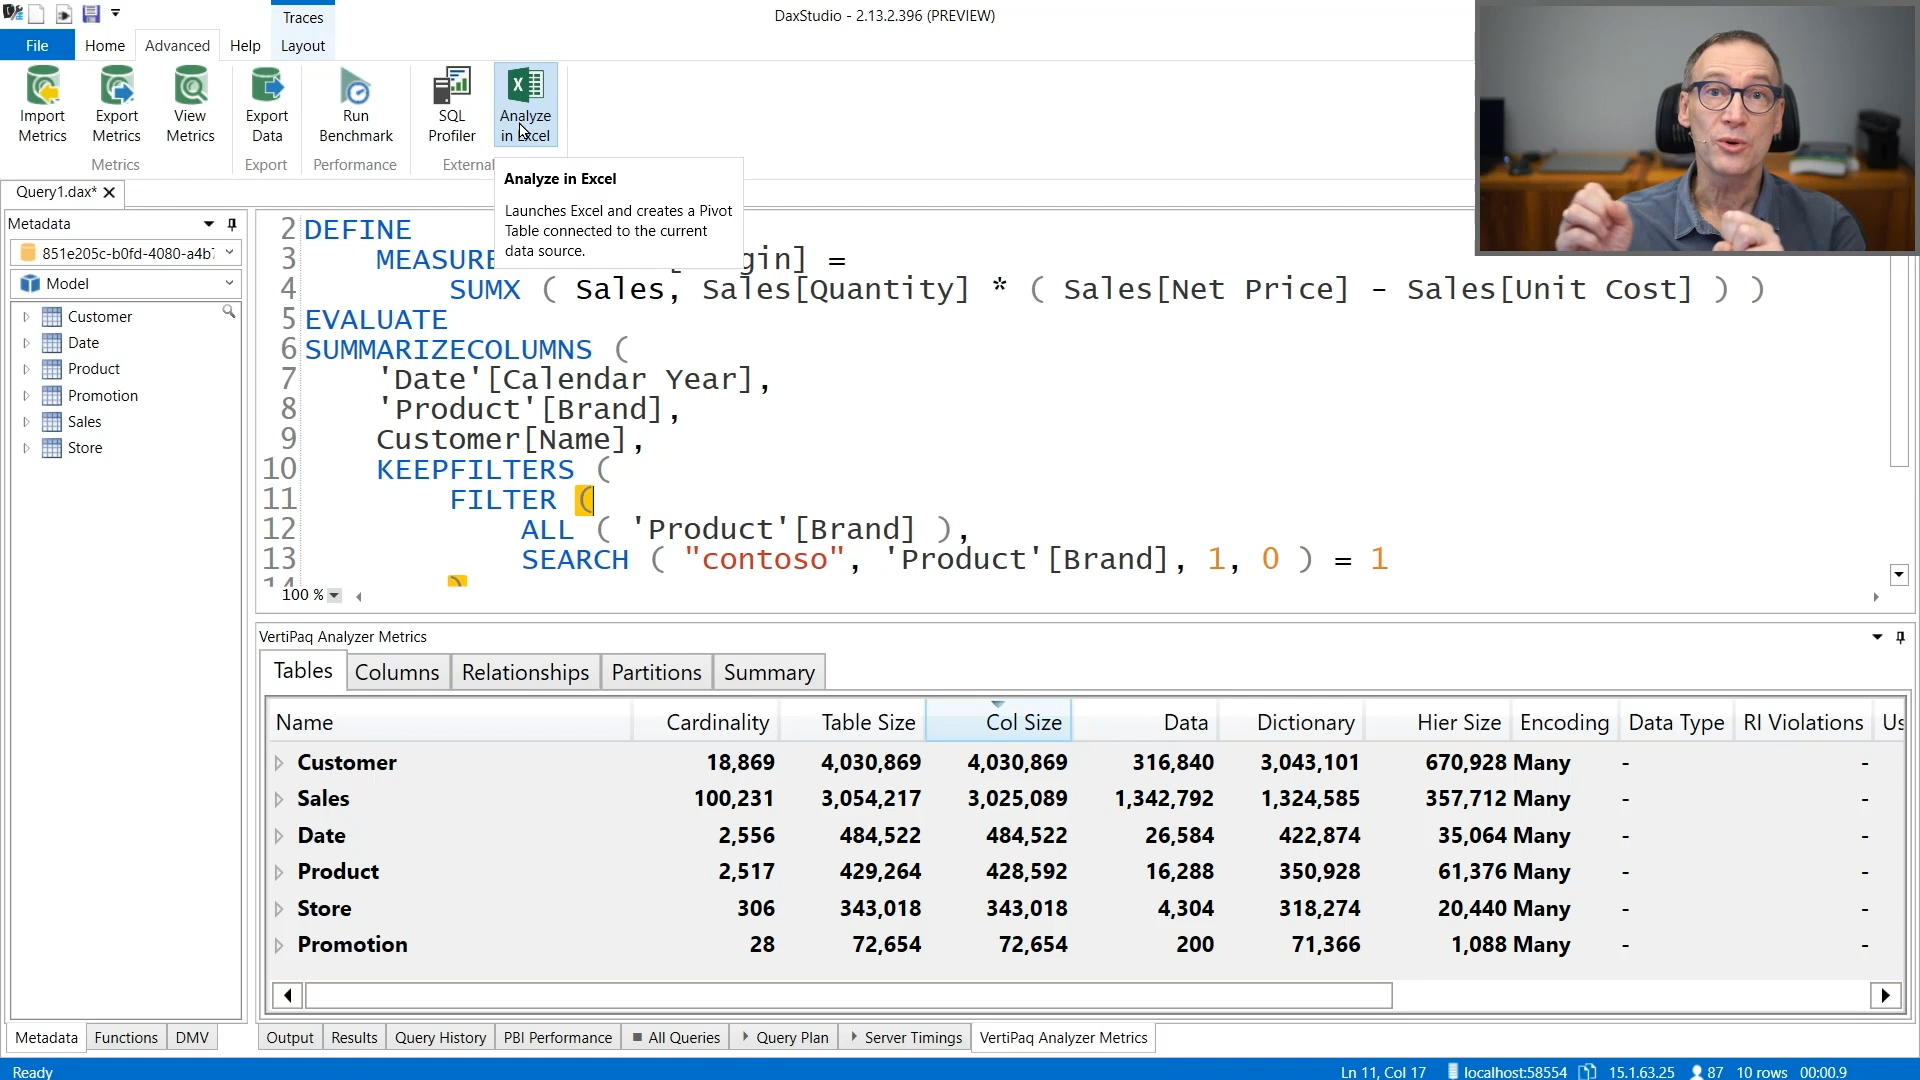 DaxStudio - 2.13.2.396 (PREVIEW)
Traces
File Home Advanced Help Layout
Import Metrics
Export Metrics
View Metrics
Export Data
Run Benchmark
SQL Profiler
Analyze in Excel
Metrics Export Performance External
Query1.dax*
Analyze in Excel
Launches Excel and creates a Pivot
Table connected to the current
data source.
Metadata
851e205c-b0fd-4080-a4b7
Model
Customer
Date
Product
Promotion
Sales
Store
2 DEFINE
3 MEASURE gin] =
4 SUMX ( Sales, Sales[Quantity] * ( Sales[Net Price] - Sales[Unit Cost] ) )
5 EVALUATE
6 SUMMARIZECOLUMNS (
7 'Date'[Calendar Year],
8 'Product'[Brand],
9 Customer[Name],
10 KEEPFILTERS (
11 FILTER (
12 ALL ( 'Product'[Brand] ),
13 SEARCH ( "contoso", 'Product'[Brand], 1, 0 ) = 1
14 )
100 %
VertiPaq Analyzer Metrics
Tables Columns Relationships Partitions Summary
Name Cardinality Table Size Col Size Data Dictionary Hier Size Encoding Data Type RI Violations Us
Customer 18,869 4,030,869 4,030,869 316,840 3,043,101 670,928 Many - -
Sales 100,231 3,054,217 3,025,089 1,342,792 1,324,585 357,712 Many - -
Date 2,556 484,522 484,522 26,584 422,874 35,064 Many - -
Product 2,517 429,264 428,592 16,288 350,928 61,376 Many - -
Store 306 343,018 343,018 4,304 318,274 20,440 Many - -
Promotion 28 72,654 72,654 200 71,366 1,088 Many - -
Metadata Functions DMV
Output Results Query History PBI Performance All Queries Query Plan Server Timings VertiPaq Analyzer Metrics
Ready Ln 11, Col 17 localhost:58554 15.1.63.25 87 10 rows 00:00.9